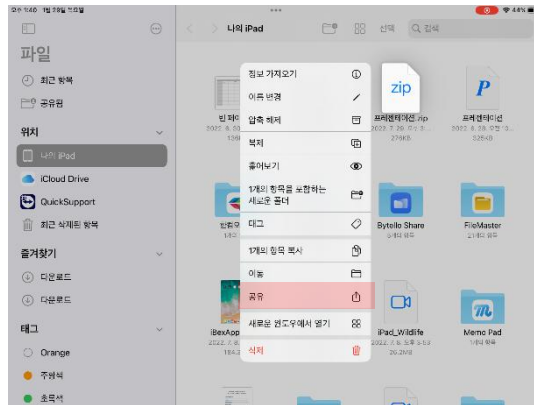 나의 iPad
선택
검색
44%
파일
최근 항목
공유됨
위치
나의 iPad
iCloud Drive
QuickSupport
최근 삭제된 항목
즐겨찾기
다운로드
다운로드
태그
Orange
주황색
초록색
정보 가져오기
이름 변경
압축 해제
복제
훑어보기
1개의 항목을 포함하는
새로운 폴더
태그
1개의 항목 복사
이동
공유
새로운 윈도우에서 열기
삭제
zip
프레젠테이션.zip
P
프레젠테이션
Bytello Share
FileMaster
iBexApp
iPad_Wildlife
26.2MB
m
Memo Pad